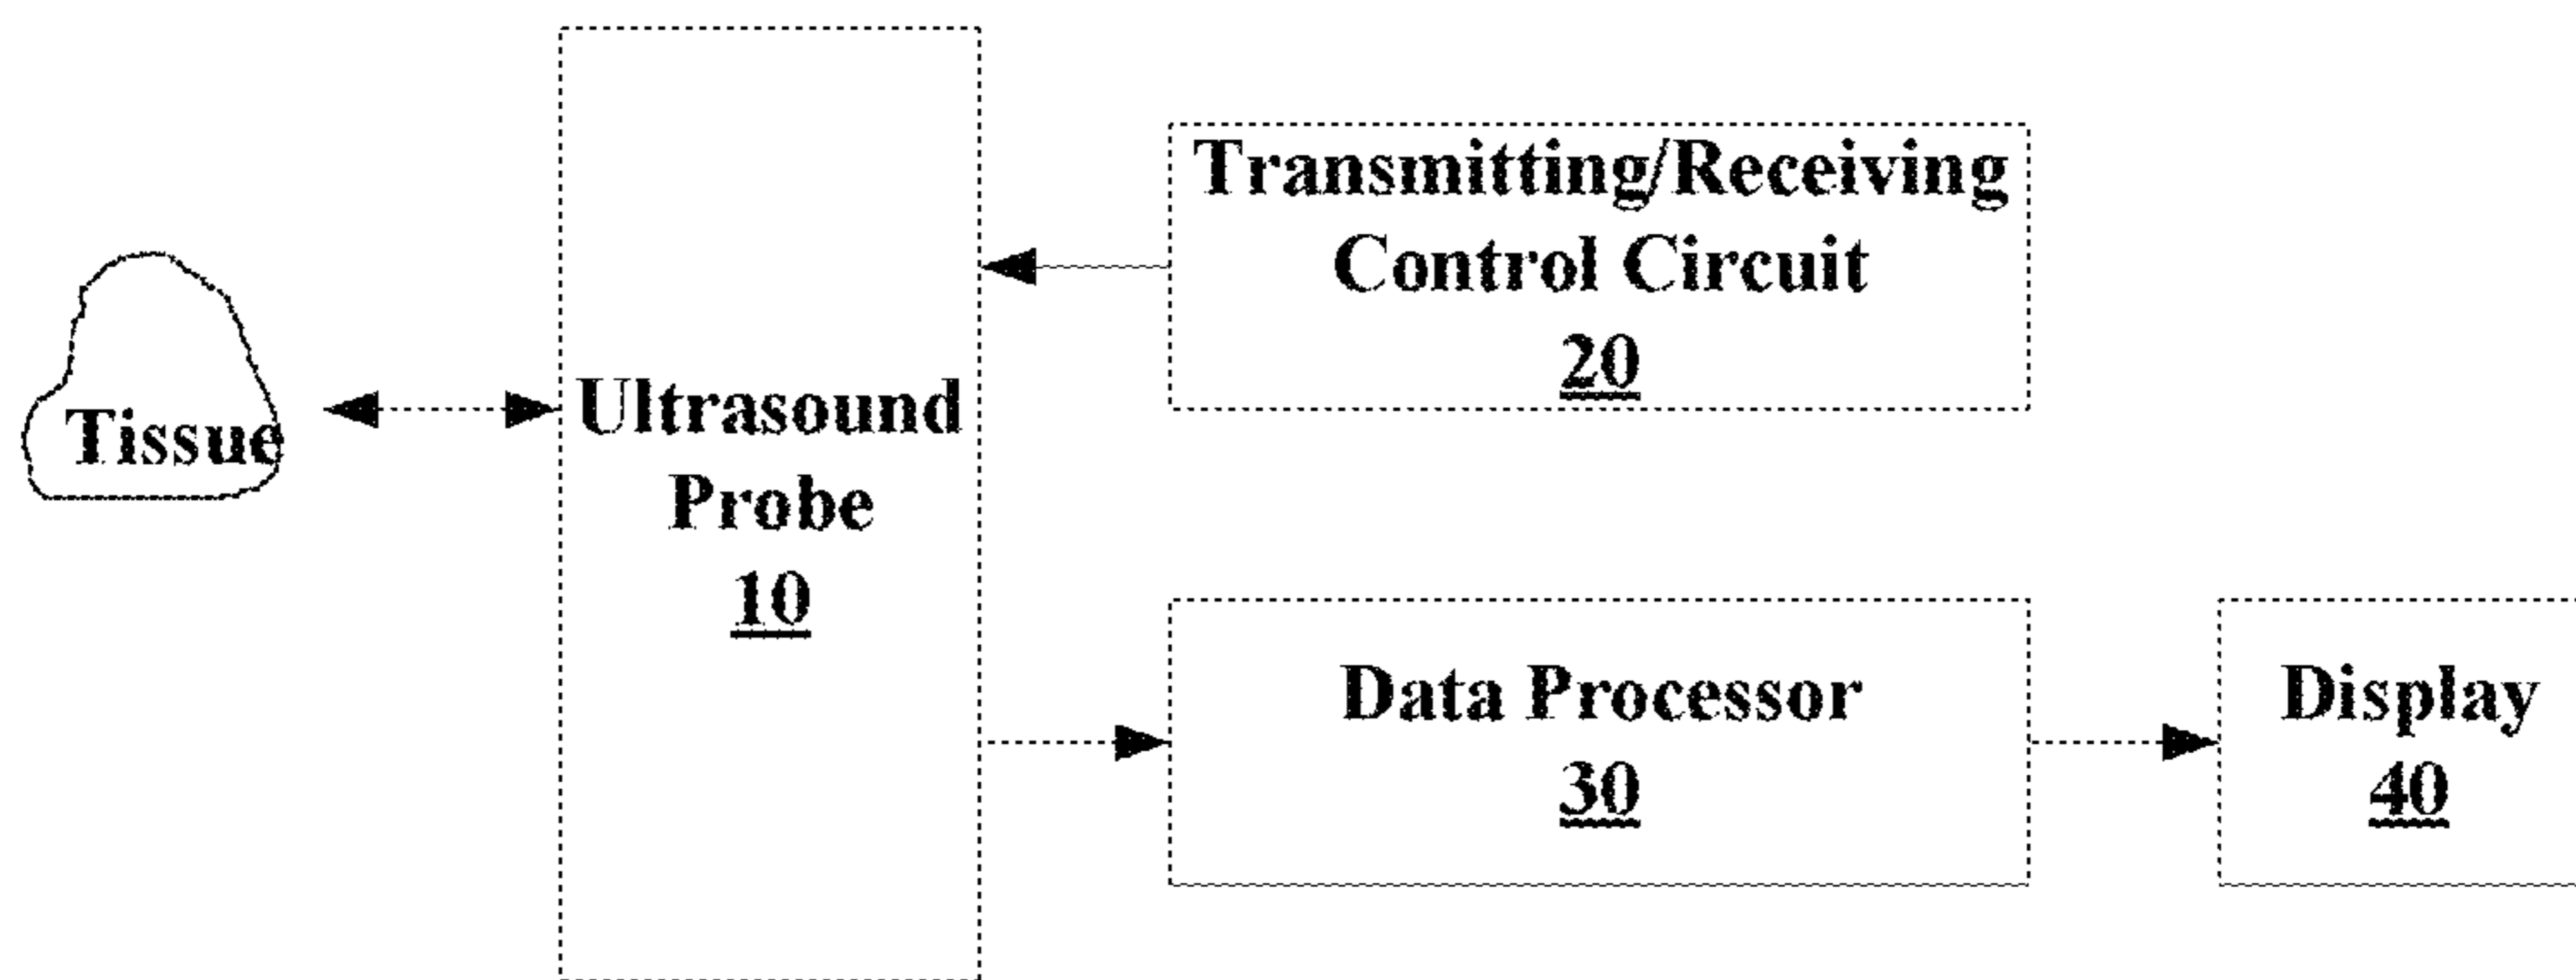 Tissue
Ultrasound
Probe
10
Transmitting/Receiving
Control Circuit
20
Data Processor
30
Display
40